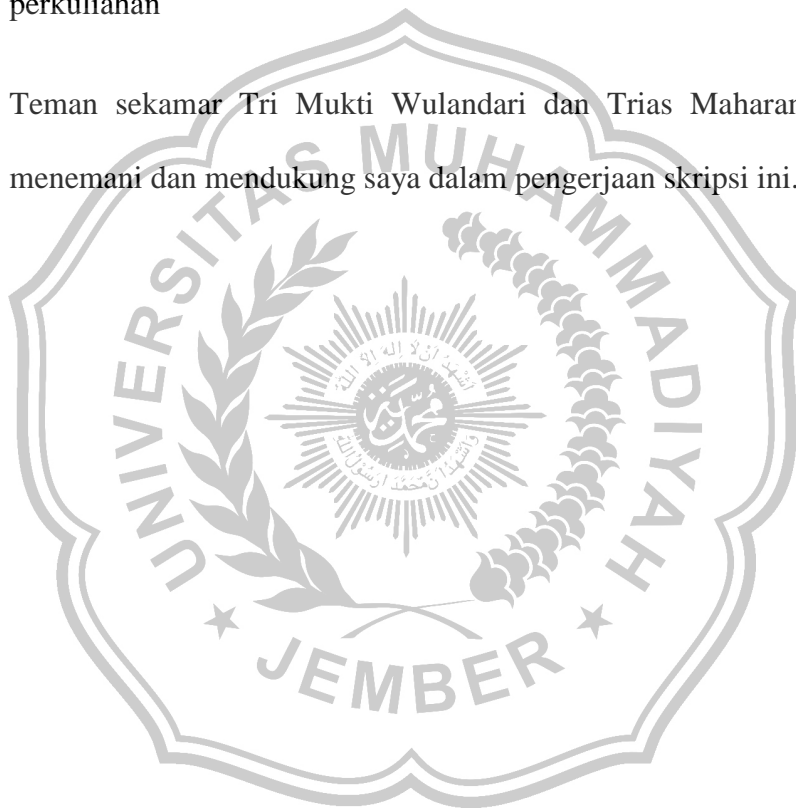 perkuliahan
Teman sekamar Tri Mukti Wulandari dan Trias Maharan
menemani dan mendukung saya dalam pengerjaan skripsi ini.
UNIVERSITAS MUHAMMADIYAH
JEMBER
محمد